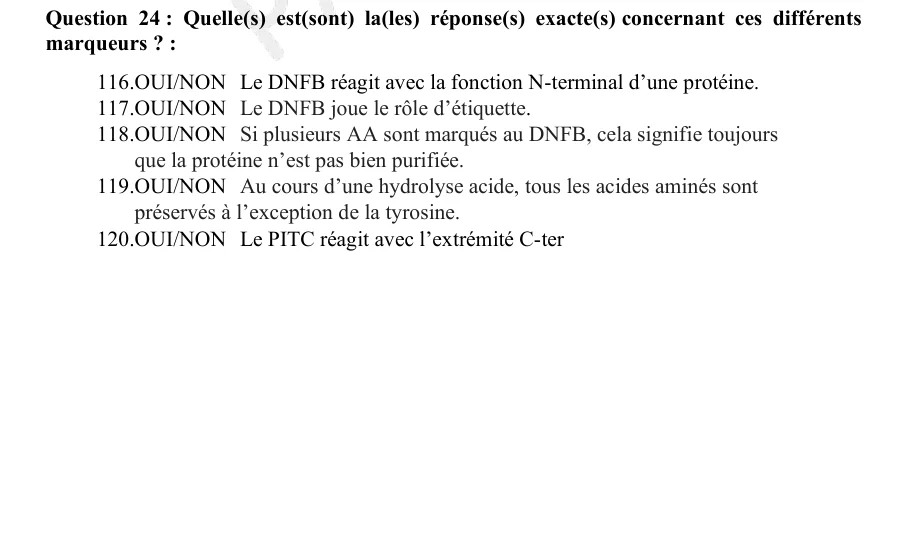 Question 24 : Quelle(s) est(sont) la(les) réponse(s) exacte(s) concernant ces différents
marqueurs ? :
116.OUI/NON Le DNFB réagit avec la fonction N-terminal d’une protéine.
117.OUI/NON Le DNFB joue le rôle d’étiquette.
118.OUI/NON Si plusieurs AA sont marqués au DNFB, cela signifie toujours
que la protéine n’est pas bien purifiée.
119.OUI/NON Au cours d’une hydrolyse acide, tous les acides aminés sont
préservés à l’exception de la tyrosine.
120.OUI/NON Le PITC réagit avec l’extrémité C-ter